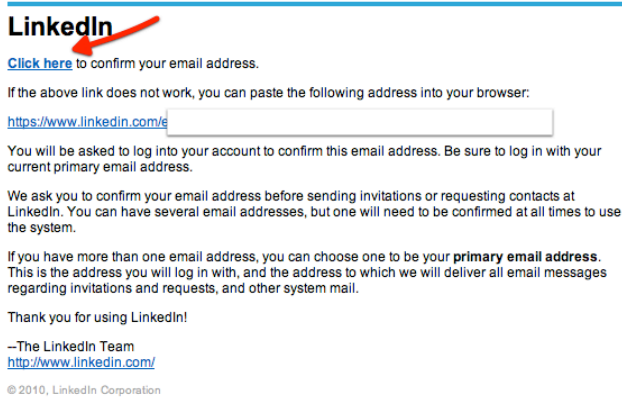 LinkedIn
Click here to confirm your email address.
If the above link does not work, you can paste the following address into your browser:
https://www.linkedin.com/e
You will be asked to log into your account to confirm this email address. Be sure to log in with your
current primary email address.
We ask you to confirm your email address before sending invitations or requesting contacts at
LinkedIn. You can have several email addresses, but one will need to be confirmed at all times to use
the system.
If you have more than one email address, you can choose one to be your primary email address.
This is the address you will log in with, and the address to which we will deliver all email messages
regarding invitations and requests, and other system mail.
Thank you for using LinkedIn!
--The LinkedIn Team
http://www.linkedin.com/
© 2010, LinkedIn Corporation